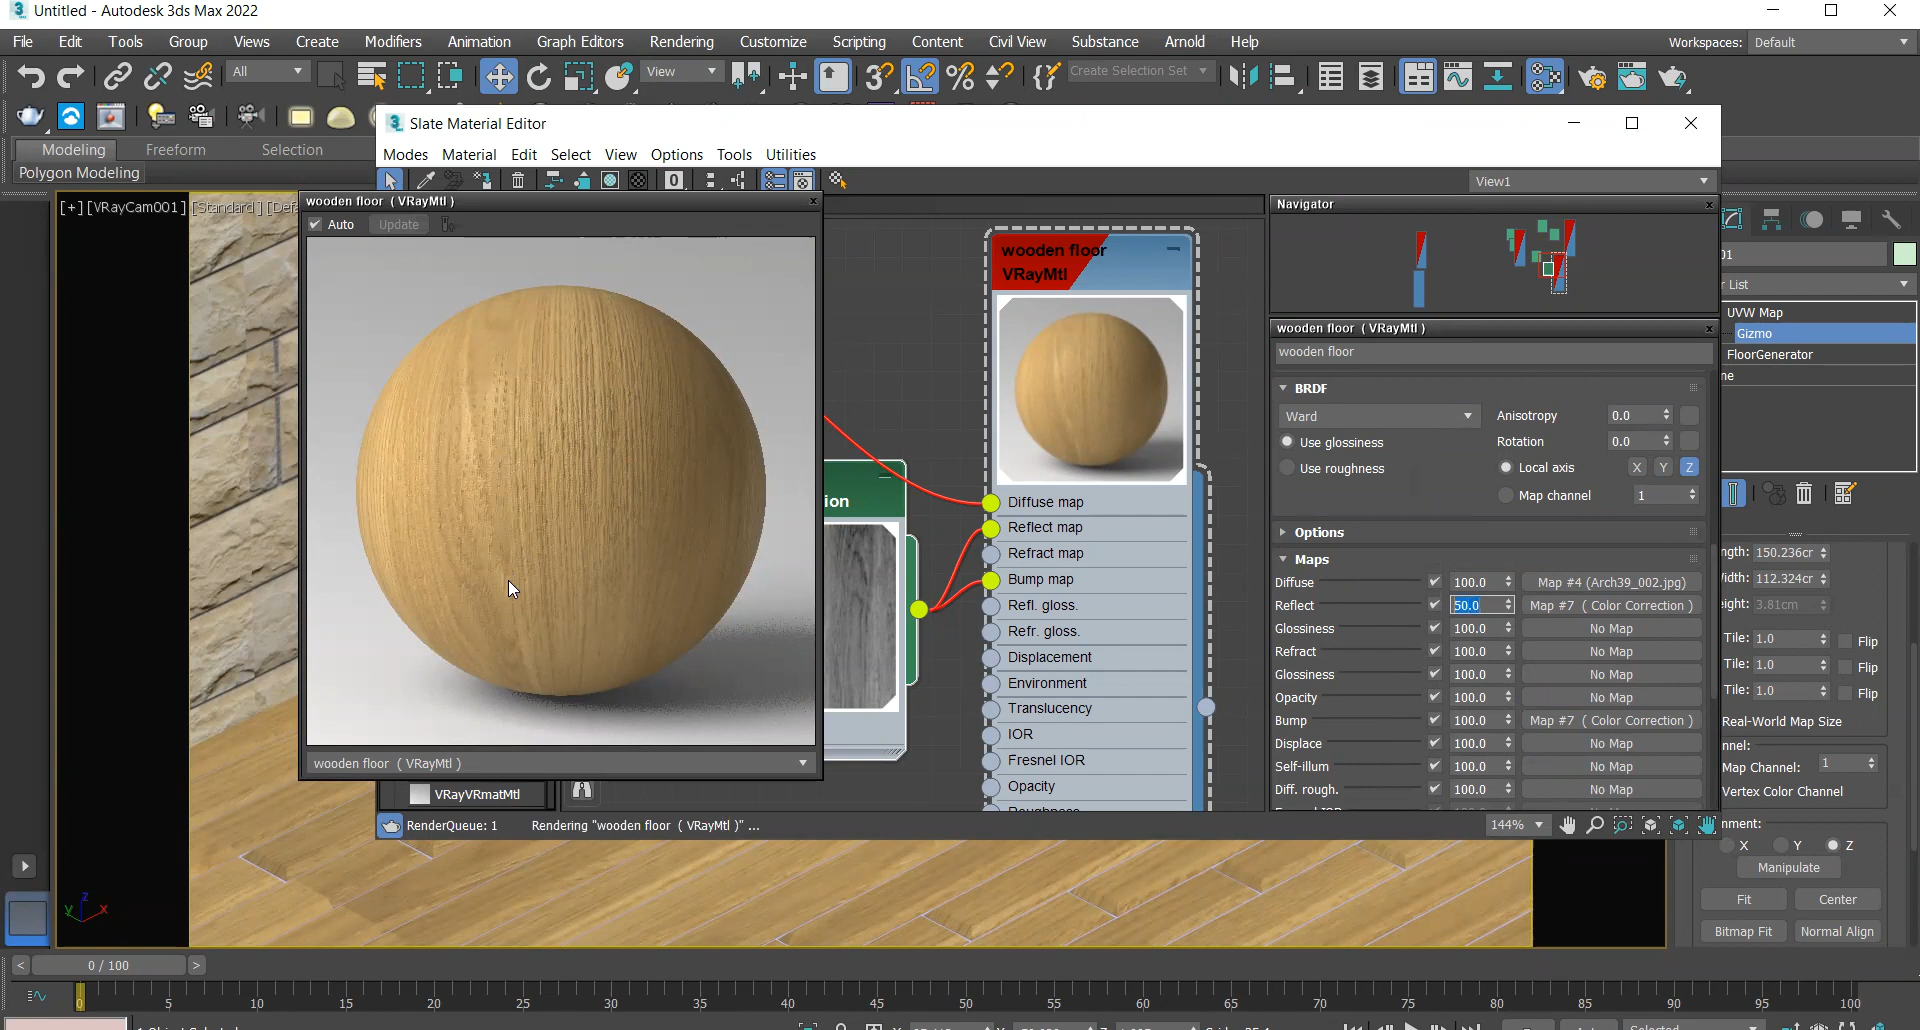 Untitled - Autodesk 3ds Max 2022
File Edit Tools Group Views Create Modifiers Animation Graph Editors Rendering Customize Scripting Content Civil View Substance Arnold Help
Workspaces: Default
All View Create Selection Set
Modeling Freeform Selection
Polygon Modeling
Slate Material Editor
Modes Material Edit Select View Options Tools Utilities
View1
[+] [VRayCam001] [Standard] [Defa
wooden floor ( VRayMtl )
Auto Update
wooden floor ( VRayMtl )
VRayVRmatMtl
RenderQueue: 1 Rendering "wooden floor ( VRayMtl )" ...
144%
ion
wooden floor
VRayMtl
Diffuse map
Reflect map
Refract map
Bump map
Refl. gloss.
Refr. gloss.
Displacement
Environment
Translucency
IOR
Fresnel IOR
Opacity
Roughness
Navigator
wooden floor ( VRayMtl )
wooden floor
BRDF
Ward Anisotropy 0.0
Use glossiness Rotation 0.0
Use roughness Local axis X Y Z
Map channel 1
Options
Maps
Diffuse 100.0 Map #4 (Arch39_002.jpg)
Reflect 50.0 Map #7 ( Color Correction )
Glossiness 100.0 No Map
Refract 100.0 No Map
Glossiness 100.0 No Map
Opacity 100.0 No Map
Bump 100.0 Map #7 ( Color Correction )
Displace 100.0 No Map
Self-illum 100.0 No Map
Diff. rough. 100.0 No Map
01
r List
UVW Map
Gizmo
FloorGenerator
ne
ngth: 150.236cr
idth: 112.324cr
eight: 3.81cm
Tile: 1.0 Flip
Tile: 1.0 Flip
Tile: 1.0 Flip
Real-World Map Size
nnel:
Map Channel: 1
Vertex Color Channel
nment:
X Y Z
Manipulate
Fit Center
Bitmap Fit Normal Align
z
y x
< 0 / 100 >
0 5 10 15 20 25 30 35 40 45 50 55 60 65 70 75 80 85 90 95 100